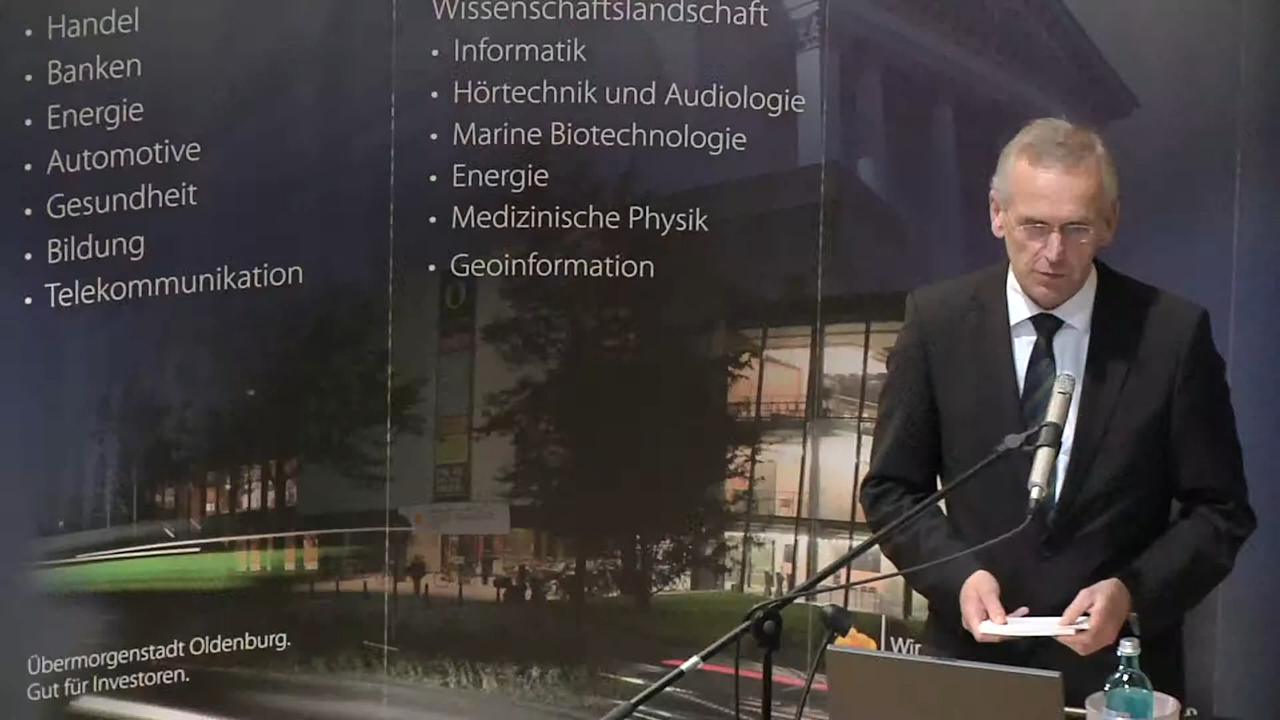 • Handel
• Banken
• Energie
• Automotive
• Gesundheit
• Bildung
• Telekommunikation
Wissenschaftslandschaft
• Informatik
• Hörtechnik und Audiologie
• Marine Biotechnologie
• Energie
• Medizinische Physik
• Geoinformation
Übermorgenstadt Oldenburg.
Gut für Investoren.
Wir